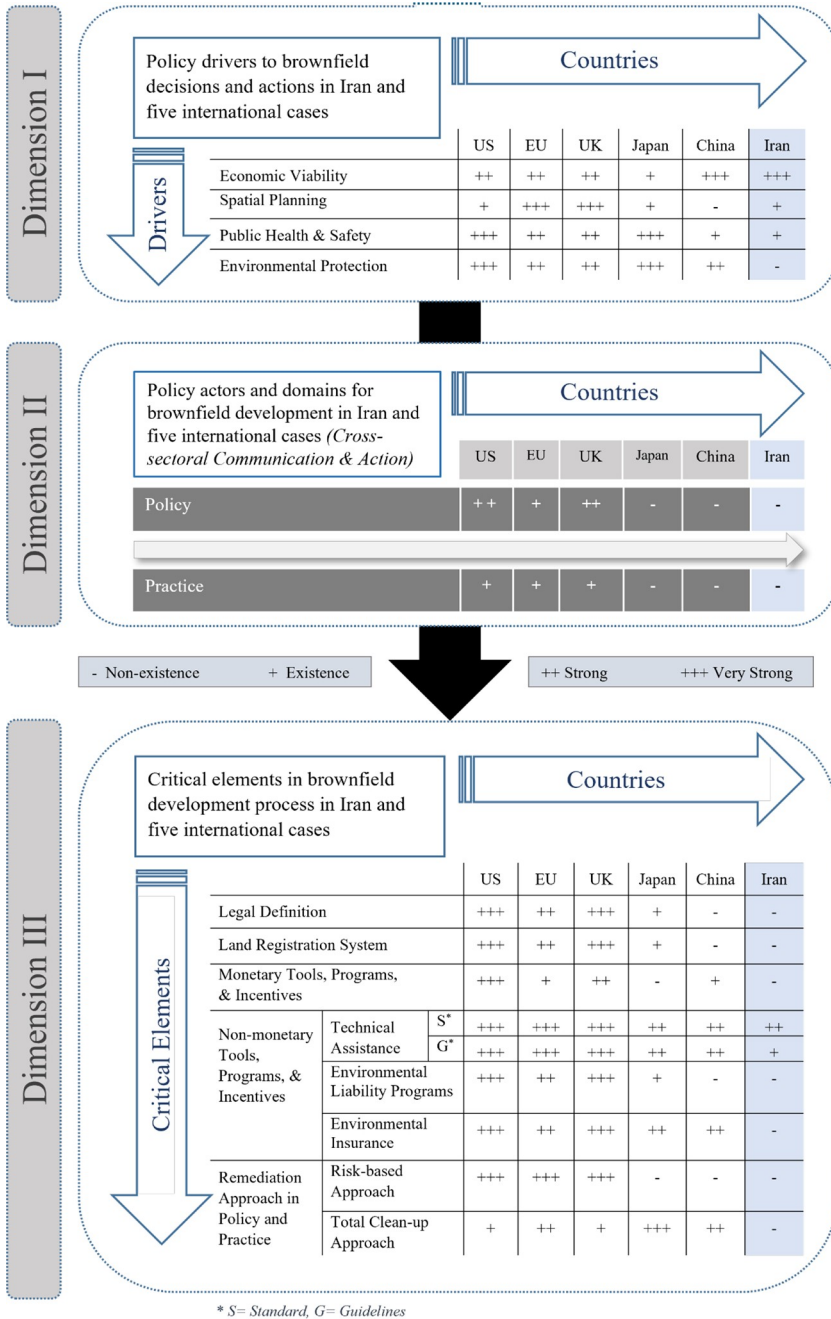 Dimension I
Policy drivers to brownfield
decisions and actions in Iran and
five international cases
Countries
Drivers
US EU UK Japan China Iran
Economic Viability ++ ++ ++ + +++ +++
Spatial Planning + +++ +++ + - +
Public Health & Safety +++ ++ ++ +++ + +
Environmental Protection +++ ++ ++ +++ ++ -
Dimension II
Policy actors and domains for
brownfield development in Iran and
five international cases (Cross-
sectoral Communication & Action)
Countries
US EU UK Japan China Iran
Policy ++ + ++ - - -
Practice + + + - - -
- Non-existence + Existence
++ Strong +++ Very Strong
Dimension III
Critical elements in brownfield
development process in Iran and
five international cases
Countries
Critical Elements
US EU UK Japan China Iran
Legal Definition +++ ++ +++ + - -
Land Registration System +++ ++ +++ + - -
Monetary Tools, Programs,
& Incentives +++ + ++ - + -
Non-monetary
Tools,
Programs, &
Incentives
Technical
Assistance
S* +++ +++ +++ ++ ++ ++
G* +++ +++ +++ ++ ++ +
Environmental
Liability Programs +++ ++ +++ + - -
Environmental
Insurance +++ ++ +++ ++ ++ -
Remediation
Approach in
Policy and
Practice
Risk-based
Approach +++ +++ +++ - - -
Total Clean-up
Approach + ++ + +++ ++ -
* S= Standard, G= Guidelines